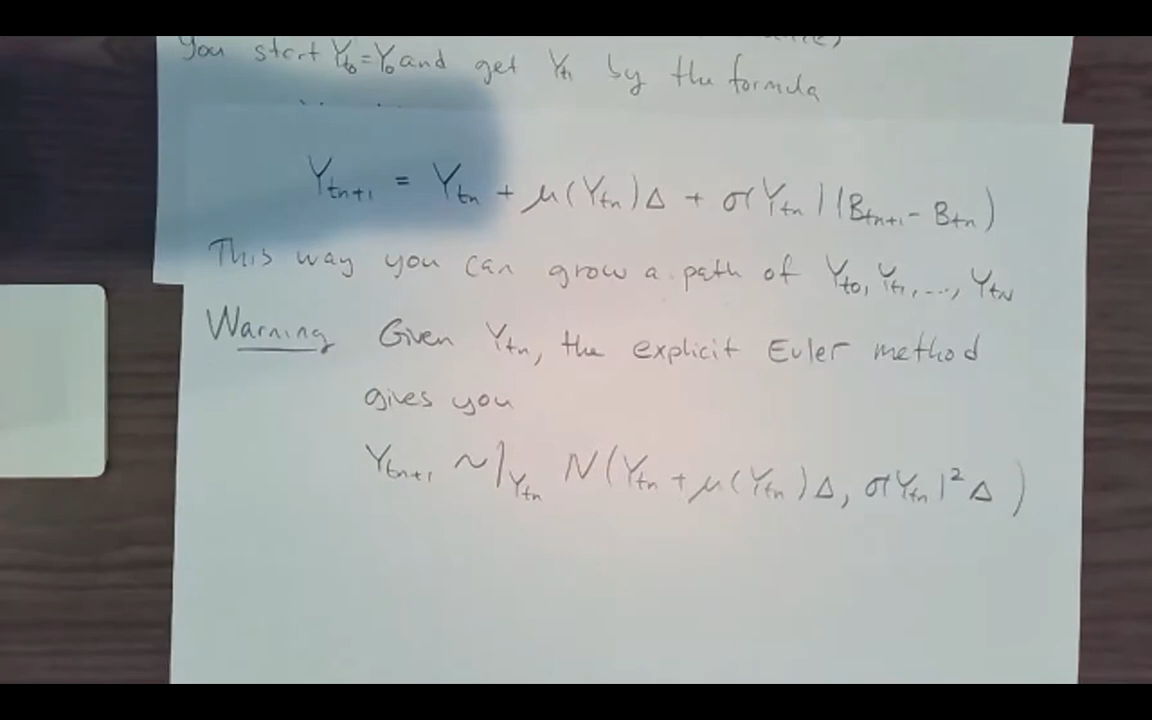 You start Yt0=Y0 and get Yt1 by the formula
Ytn+1 = Ytn + μ(Ytn)Δ + σ(Ytn)(Btn+1 - Btn)
This way you can grow a path of Yt0, Yt1, ..., YtN
Warning Given Ytn, the explicit Euler method
gives you
Ytn+1 ~|Ytn N(Ytn + μ(Ytn)Δ, σ(Ytn)²Δ)